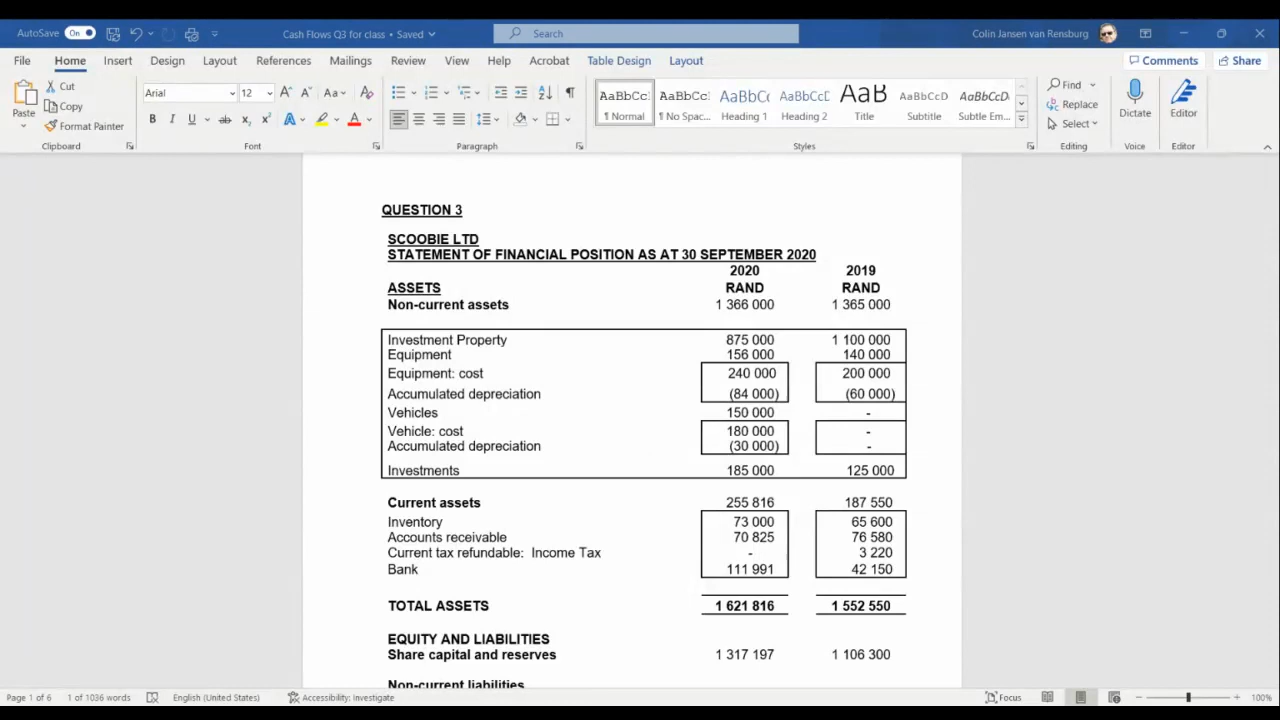 AutoSave On Cash Flows Q3 for class • Saved Search Colin Jansen van Rensburg
File Home Insert Design Layout References Mailings Review View Help Acrobat Table Design Layout Comments Share
Paste Cut Copy Format Painter Clipboard
Arial 12 Font
Paragraph
AaBbCc: ¶ Normal AaBbCc: ¶ No Spac... AaBbCc Heading 1 AaBbCcD Heading 2 AaB Title AaBbCcD Subtitle AaBbCcD Subtle Em... Styles
Find Replace Select Editing
Dictate Voice
Editor Editor
QUESTION 3
SCOOBIE LTD
STATEMENT OF FINANCIAL POSITION AS AT 30 SEPTEMBER 2020
2020 2019
ASSETS RAND RAND
Non-current assets 1 366 000 1 365 000
Investment Property 875 000 1 100 000
Equipment 156 000 140 000
Equipment: cost 240 000 200 000
Accumulated depreciation (84 000) (60 000)
Vehicles 150 000 -
Vehicle: cost 180 000 -
Accumulated depreciation (30 000) -
Investments 185 000 125 000
Current assets 255 816 187 550
Inventory 73 000 65 600
Accounts receivable 70 825 76 580
Current tax refundable: Income Tax - 3 220
Bank 111 991 42 150
TOTAL ASSETS 1 621 816 1 552 550
EQUITY AND LIABILITIES
Share capital and reserves 1 317 197 1 106 300
Non-current liabilities
Page 1 of 6 1 of 1036 words English (United States) Accessibility: Investigate Focus 100%